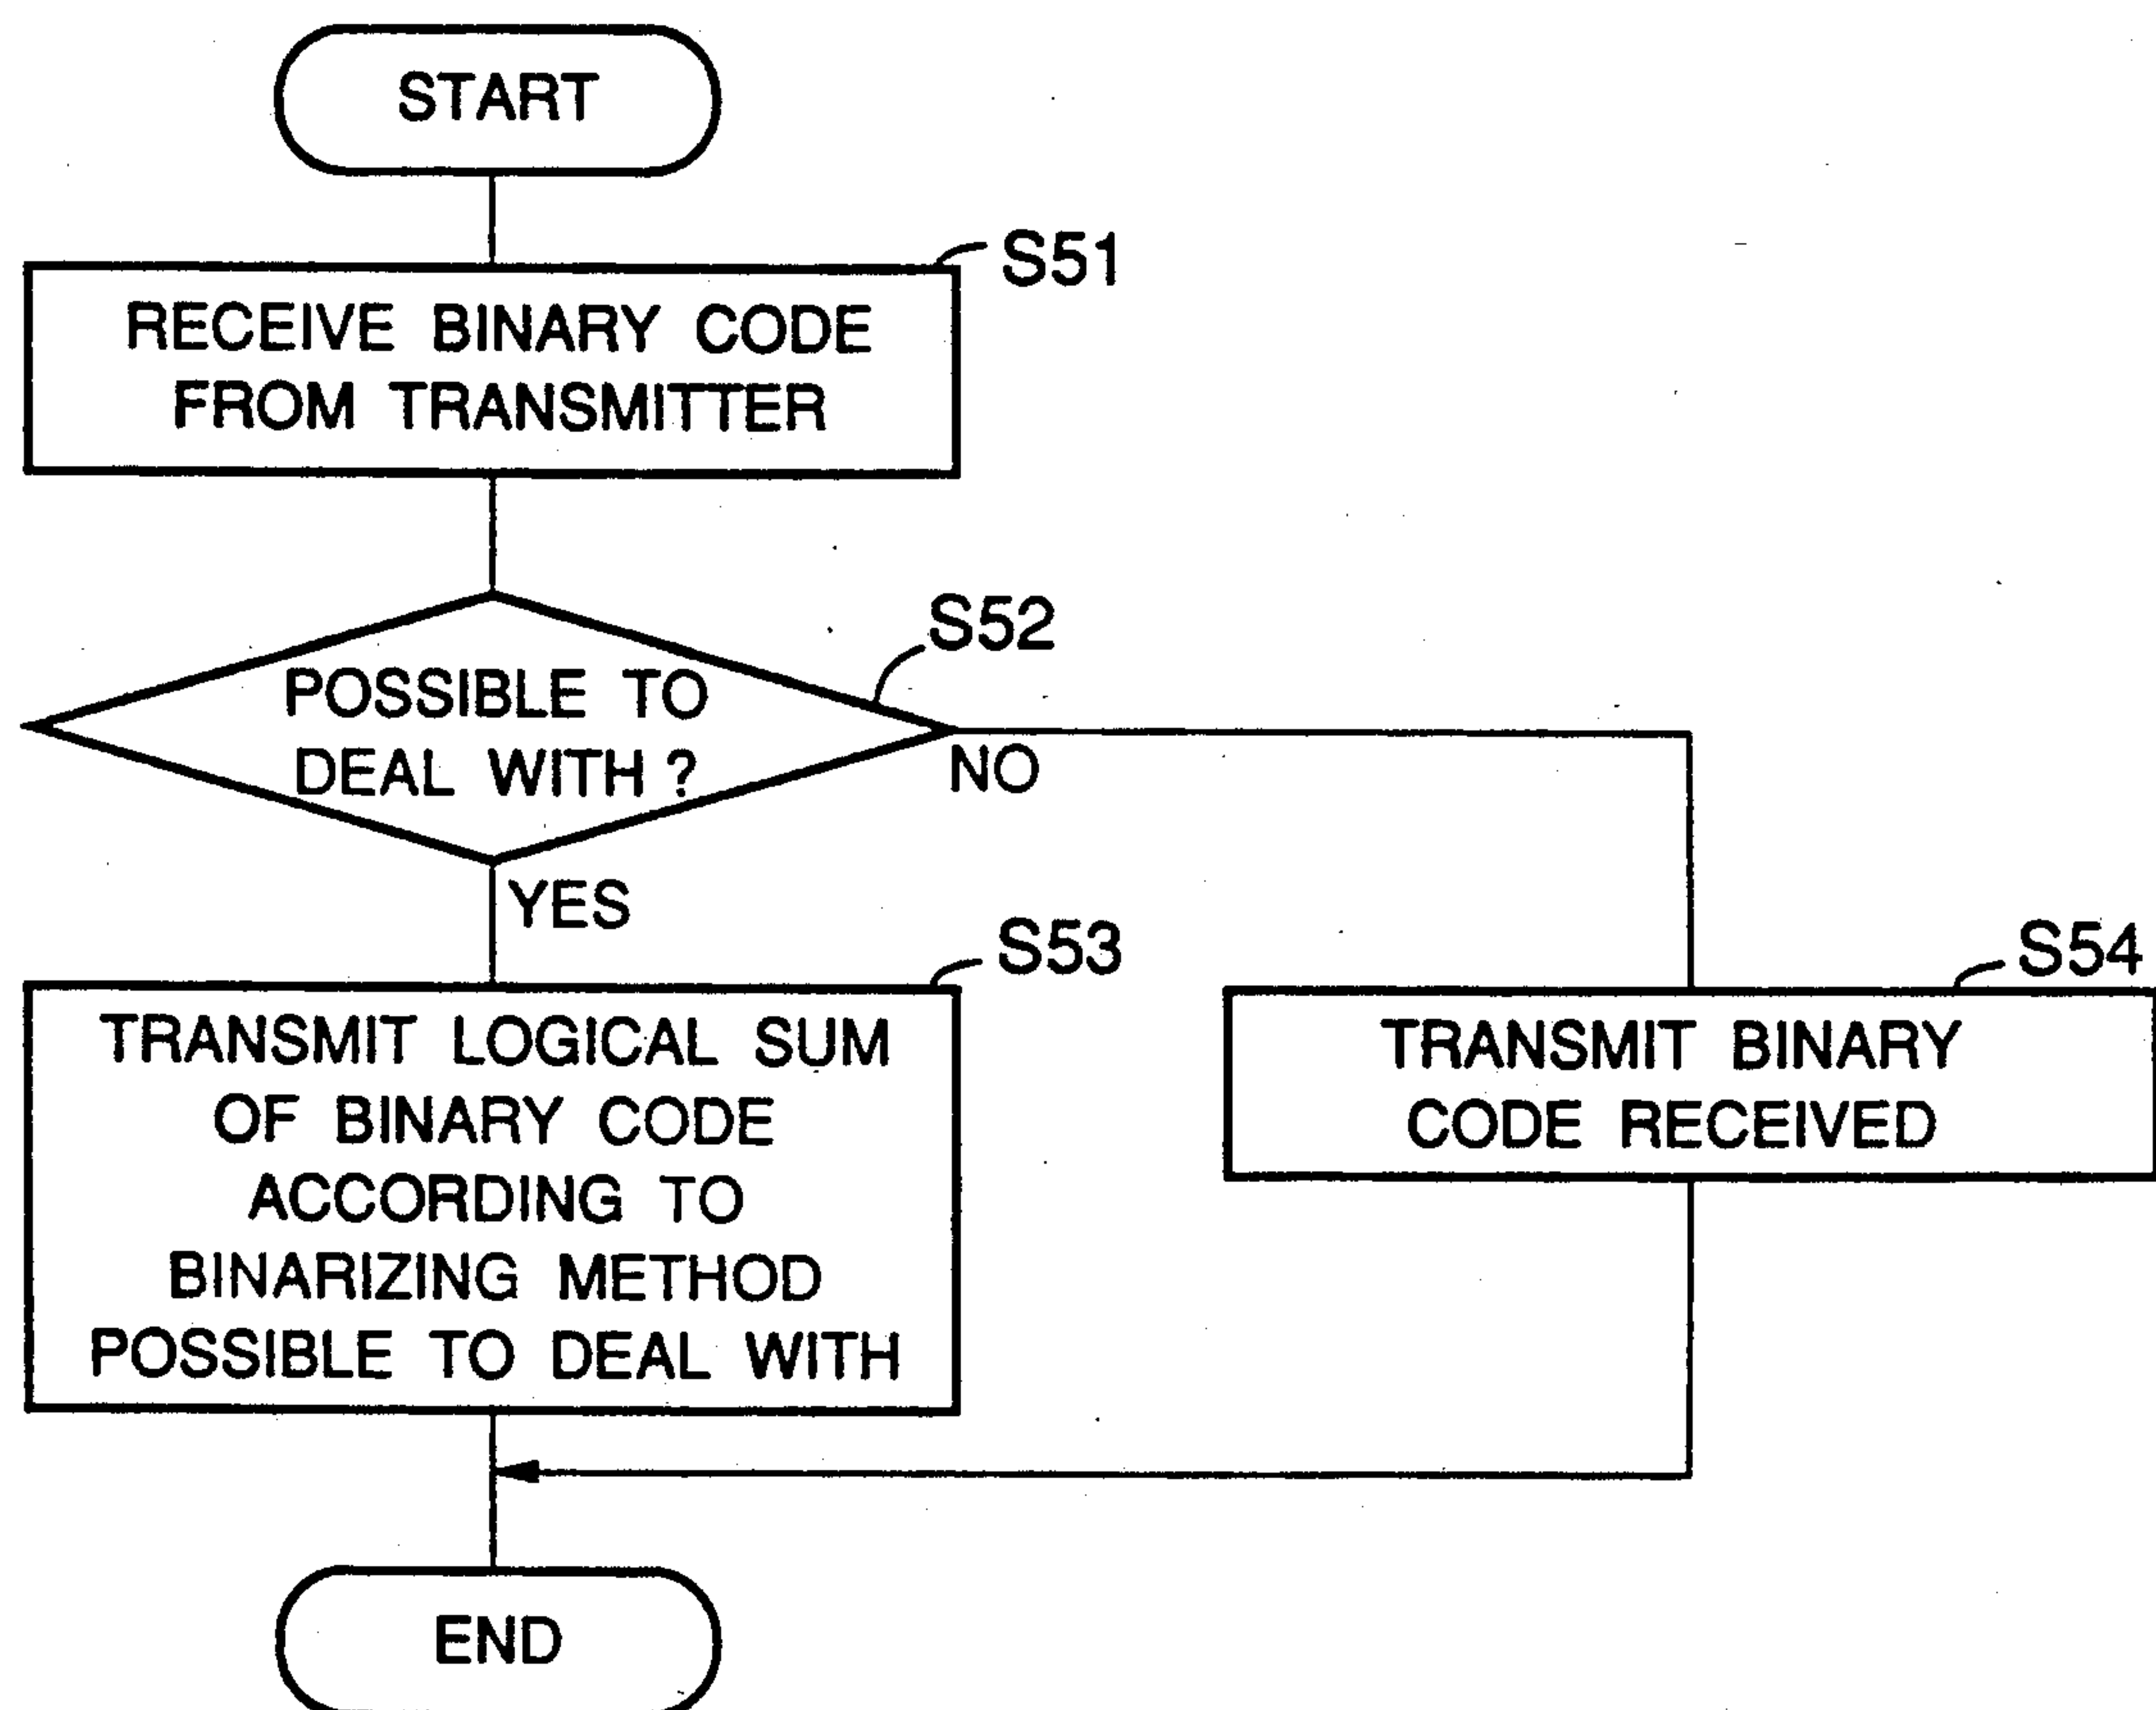 START
S51
RECEIVE BINARY CODE
FROM TRANSMITTER
S52
POSSIBLE TO
DEAL WITH ?
NO
YES
S53
TRANSMIT LOGICAL SUM
OF BINARY CODE
ACCORDING TO
BINARIZING METHOD
POSSIBLE TO DEAL WITH
S54
TRANSMIT BINARY
CODE RECEIVED
END